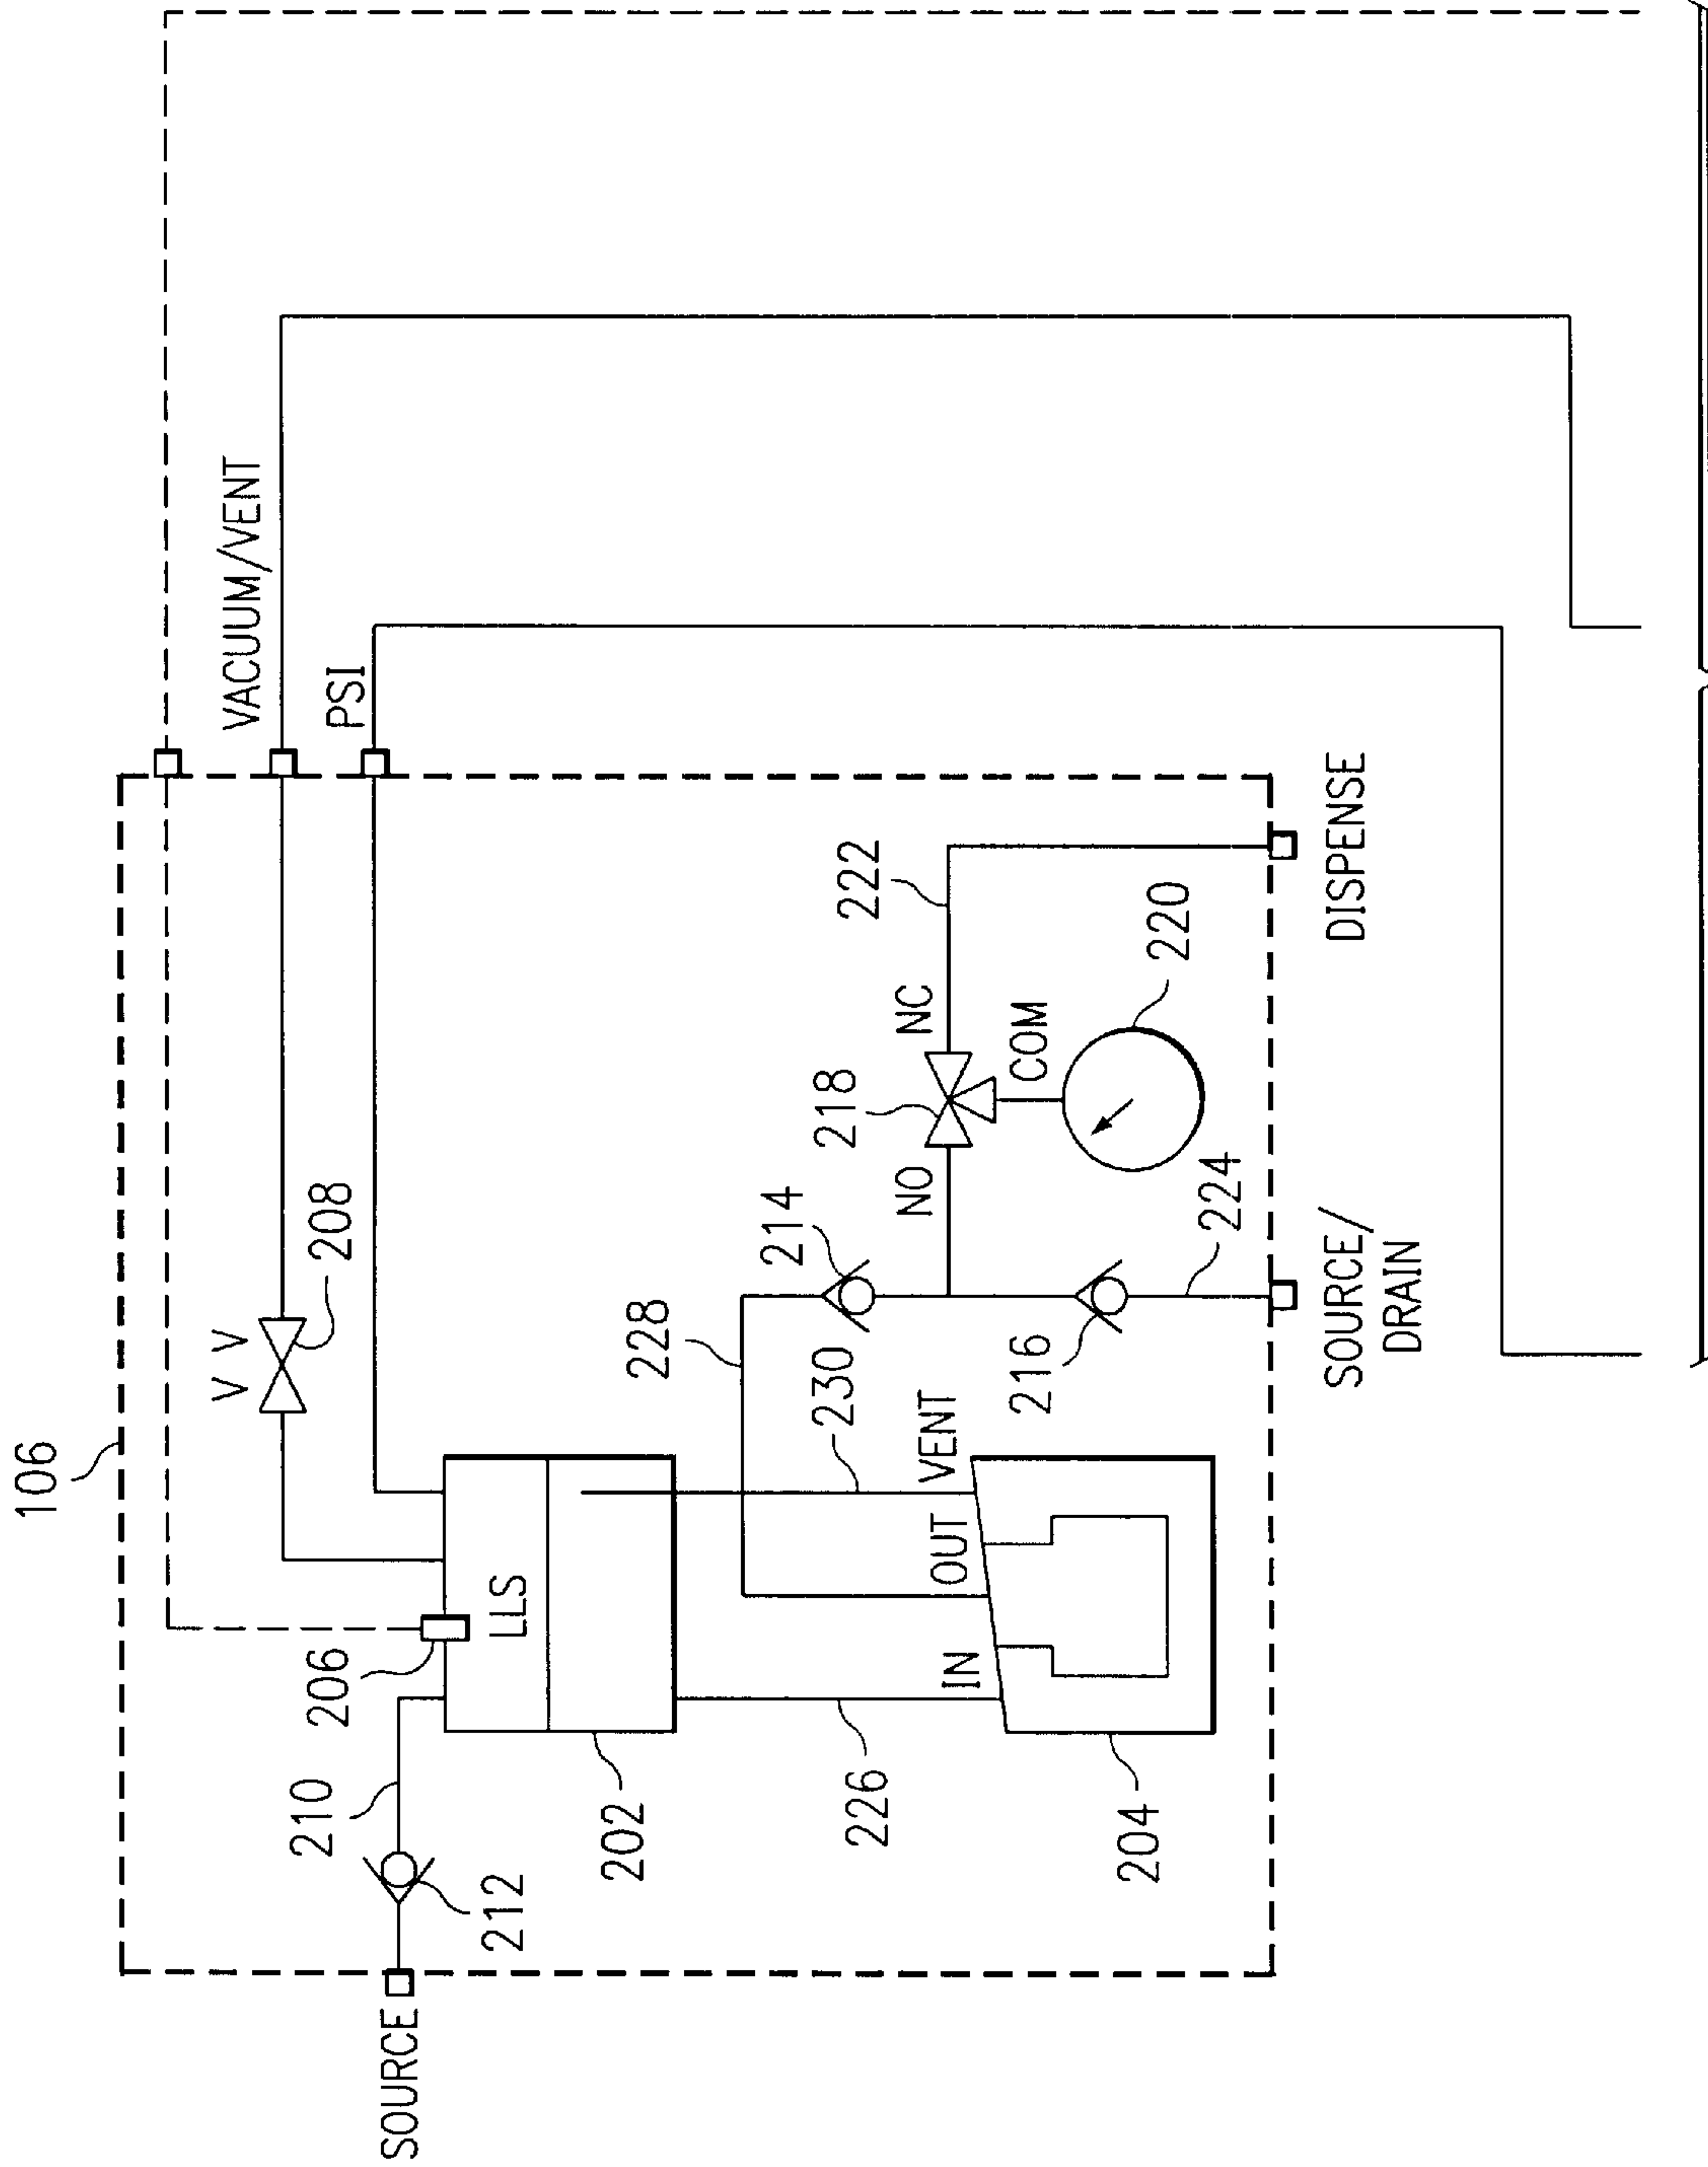 106
VACUUM/VENT
PSI
V V
208
206
LLS
210
212
SOURCE
202
228
214
218
NO
NC
222
COM
220
230
VENT
OUT
IN
226
204
216
224
SOURCE/
DRAIN
DISPENSE